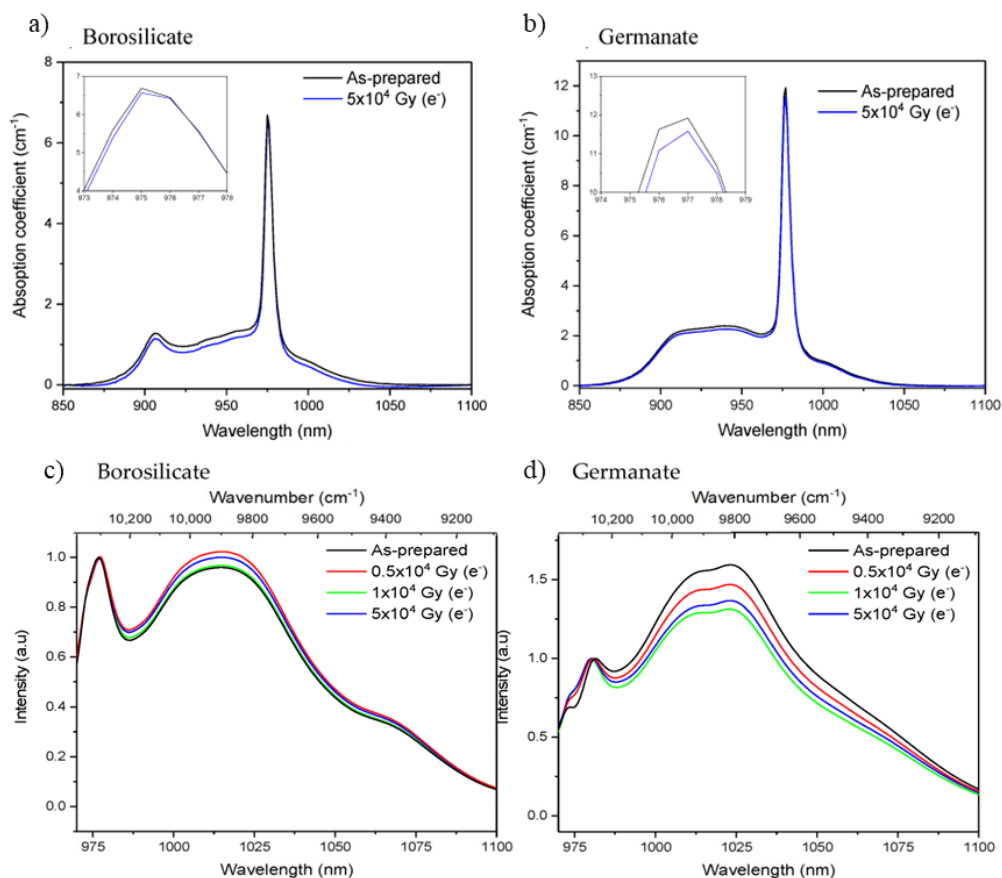 a)
Borosilicate
As-prepared
5x10⁴ Gy (e⁻)
Absoption coefficient (cm⁻¹)
8
6
4
2
0
7
6
5
4
973 974 975 976 977 978
850 900 950 1000 1050 1100
Wavelength (nm)
b)
Germanate
As-prepared
5x10⁴ Gy (e⁻)
Absoption coefficient (cm⁻¹)
12
10
8
6
4
2
0
13
12
11
10
974 975 976 977 978 979
850 900 950 1000 1050 1100
Wavelength (nm)
c)
Borosilicate
Wavenumber (cm⁻¹)
10,200 10,000 9800 9600 9400 9200
As-prepared
0.5x10⁴ Gy (e⁻)
1x10⁴ Gy (e⁻)
5x10⁴ Gy (e⁻)
Intensity (a.u)
1.0
0.8
0.6
0.4
0.2
0.0
975 1000 1025 1050 1075 1100
Wavelength (nm)
d)
Germanate
Wavenumber (cm⁻¹)
10,200 10,000 9800 9600 9400 9200
As-prepared
0.5x10⁴ Gy (e⁻)
1x10⁴ Gy (e⁻)
5x10⁴ Gy (e⁻)
Intensity (a.u)
1.5
1.0
0.5
0.0
975 1000 1025 1050 1075 1100
Wavelength (nm)